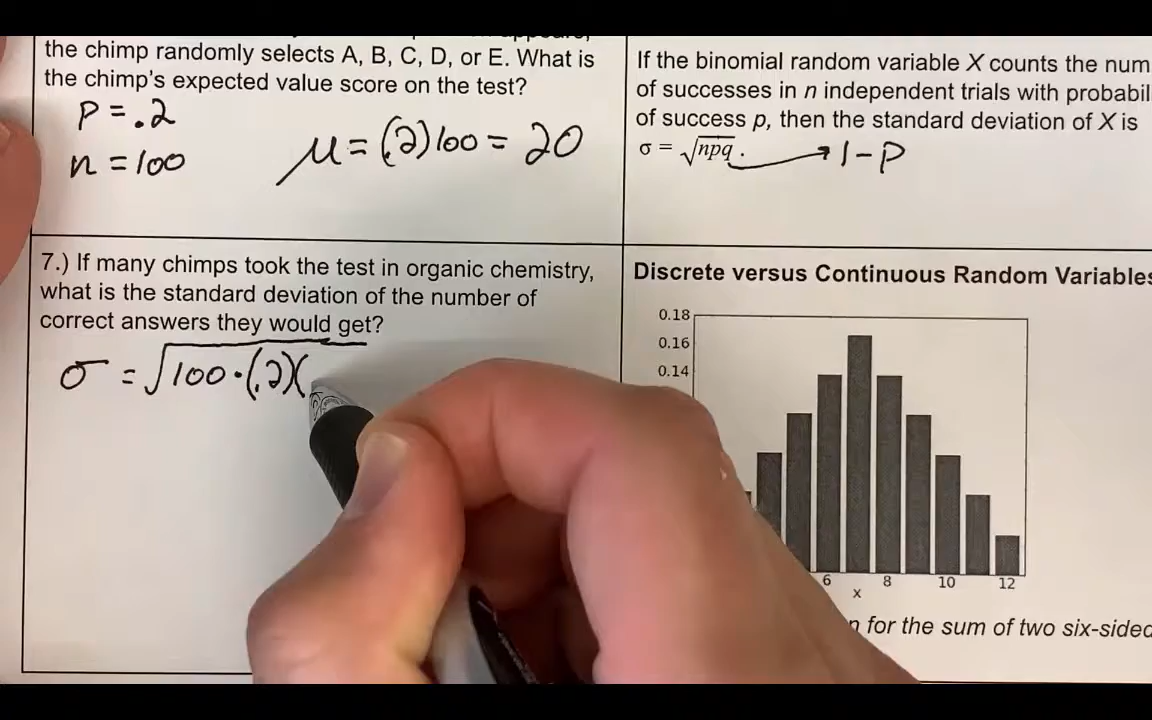 the chimp randomly selects A, B, C, D, or E. What is
the chimp's expected value score on the test?
p = .2
n = 100
μ = (.2)100 = 20
If the binomial random variable X counts the num
of successes in n independent trials with probabil
of success p, then the standard deviation of X is
σ = √npq. → 1-p
7.) If many chimps took the test in organic chemistry,
what is the standard deviation of the number of
correct answers they would get?
σ = √100·(.2)(
Discrete versus Continuous Random Variables
0.18
0.16
0.14
6 8 10 12
x
for the sum of two six-sided